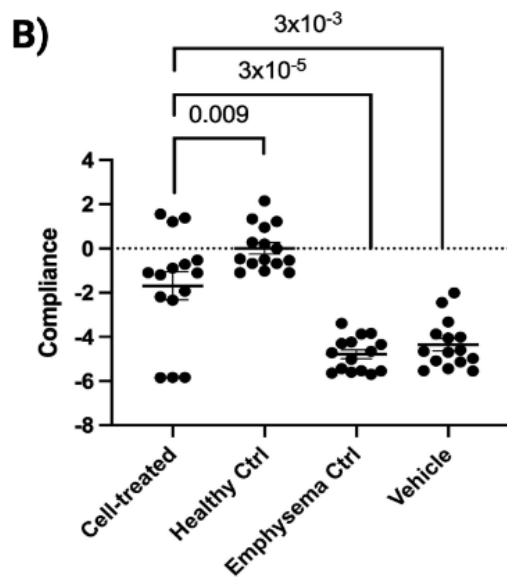 B)
3x10⁻³
3x10⁻⁵
0.009
4
2
0
-2
-4
-6
-8
Compliance
Cell-treated
Healthy Ctrl
Emphysema Ctrl
Vehicle